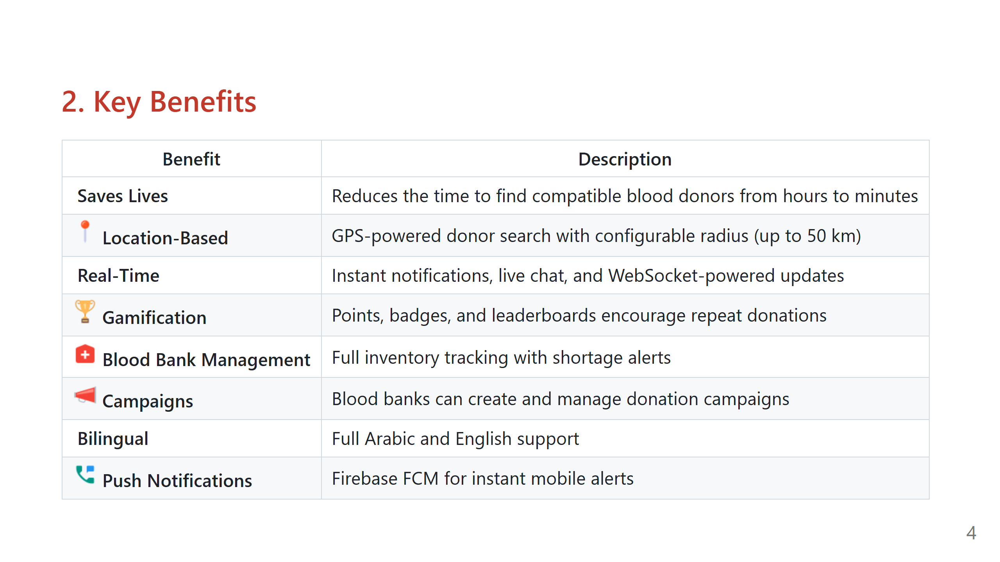 2. Key Benefits
Benefit Description
Saves Lives Reduces the time to find compatible blood donors from hours to minutes
Location-Based GPS-powered donor search with configurable radius (up to 50 km)
Real-Time Instant notifications, live chat, and WebSocket-powered updates
Gamification Points, badges, and leaderboards encourage repeat donations
Blood Bank Management Full inventory tracking with shortage alerts
Campaigns Blood banks can create and manage donation campaigns
Bilingual Full Arabic and English support
Push Notifications Firebase FCM for instant mobile alerts
4